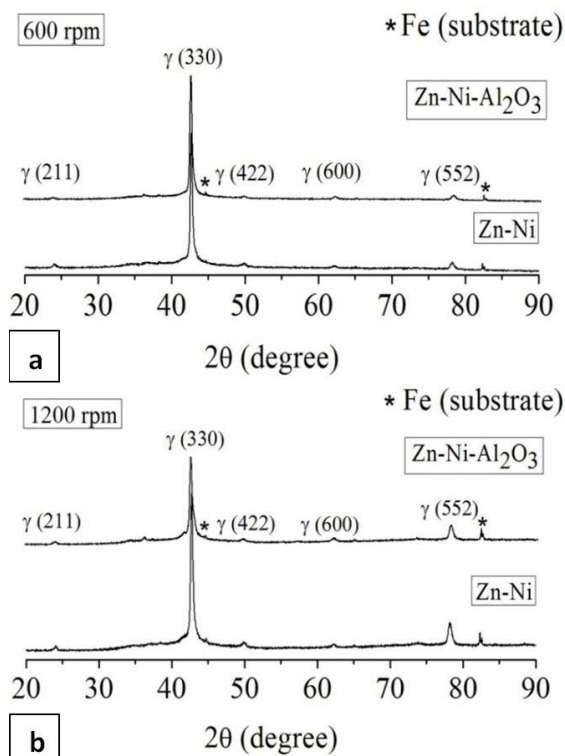 600 rpm
* Fe (substrate)
γ (330)
Zn-Ni-Al₂O₃
γ (211)
* γ (422)
γ (600)
γ (552) *
Zn-Ni
20 30 40 50 60 70 80 90
a
2θ (degree)
1200 rpm
* Fe (substrate)
γ (330)
Zn-Ni-Al₂O₃
γ (211)
* γ (422)
γ (600)
γ (552) *
Zn-Ni
20 30 40 50 60 70 80 90
b
2θ (degree)